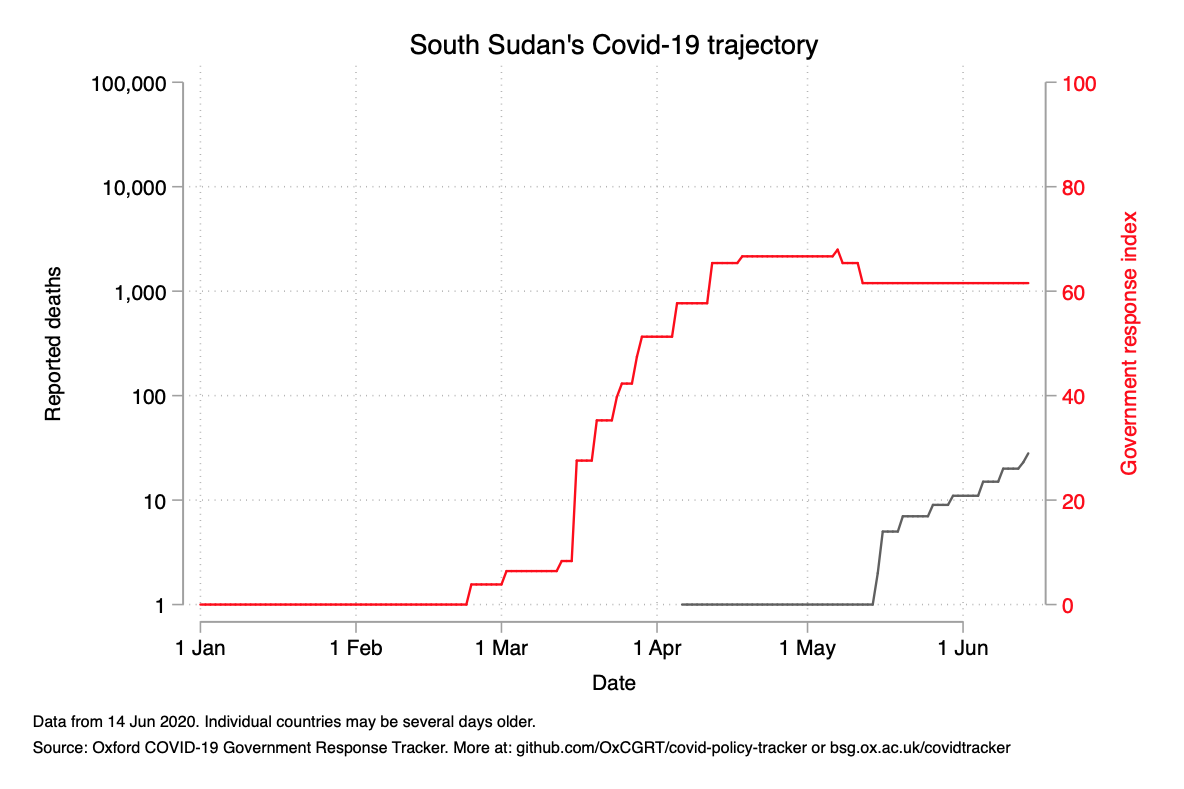 South Sudan's Covid-19 trajectory
100,000
10,000
1,000
100
10
1
Reported deaths
100
80
60
40
20
0
Government response index
1 Jan 1 Feb 1 Mar 1 Apr 1 May 1 Jun
Date
Data from 14 Jun 2020. Individual countries may be several days older.
Source: Oxford COVID-19 Government Response Tracker. More at: github.com/OxCGRT/covid-policy-tracker or bsg.ox.ac.uk/covidtracker